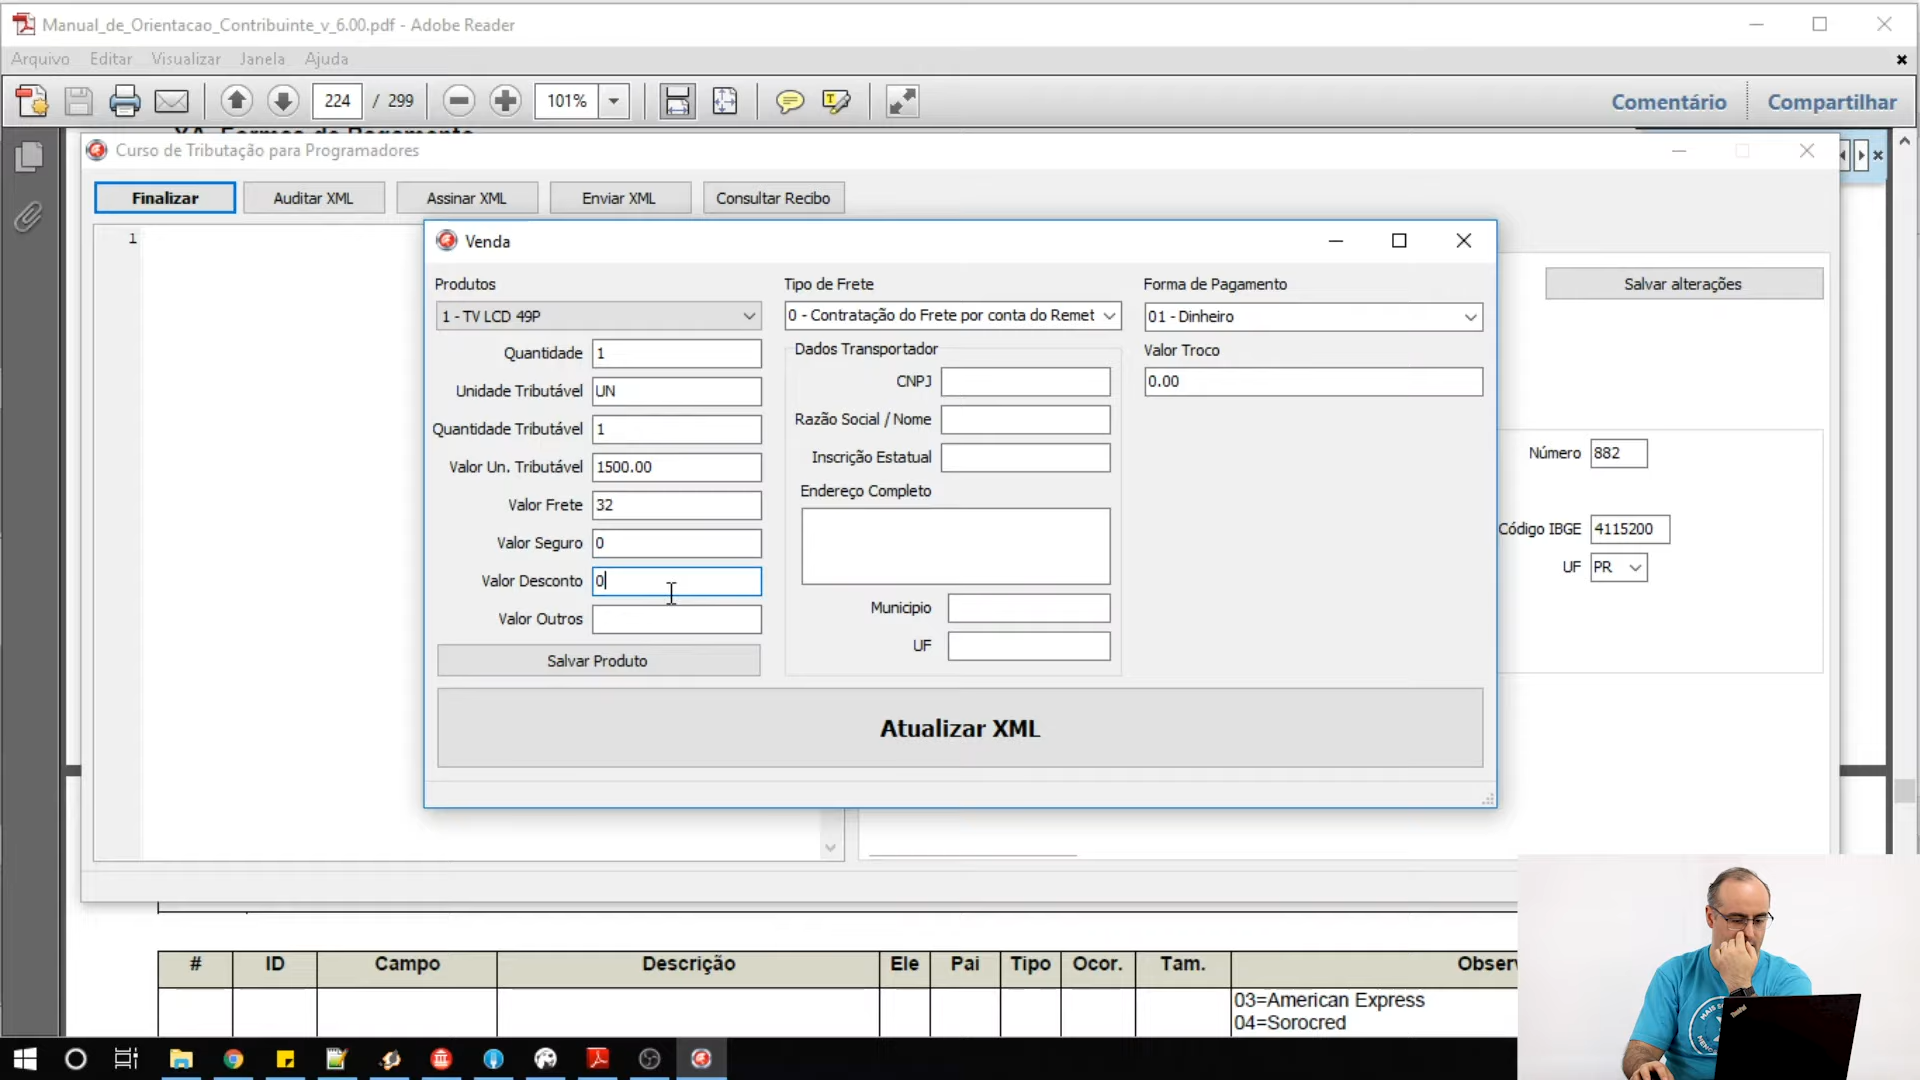 Manual_de_Orientacao_Contribuinte_v_6.00.pdf - Adobe Reader
Arquivo Editar Visualizar Janela Ajuda
224 / 299 101% Comentário Compartilhar
XA. Formas de Pagamento
Curso de Tributação para Programadores
Finalizar Auditar XML Assinar XML Enviar XML Consultar Recibo
1
Venda
Salvar alterações
Produtos
1 - TV LCD 49P
Quantidade 1
Unidade Tributável UN
Quantidade Tributável 1
Valor Un. Tributável 1500.00
Valor Frete 32
Valor Seguro 0
Valor Desconto 0
Valor Outros
Salvar Produto
Tipo de Frete
0 - Contratação do Frete por conta do Remet
Dados Transportador
CNPJ
Razão Social / Nome
Inscrição Estatual
Endereço Completo
Municipio
UF
Forma de Pagamento
01 - Dinheiro
Valor Troco
0.00
Atualizar XML
Número 882
Código IBGE 4115200
UF PR
# ID Campo Descrição Ele Pai Tipo Ocor. Tam. Observ
03=American Express
04=Sorocred
ThinkPad